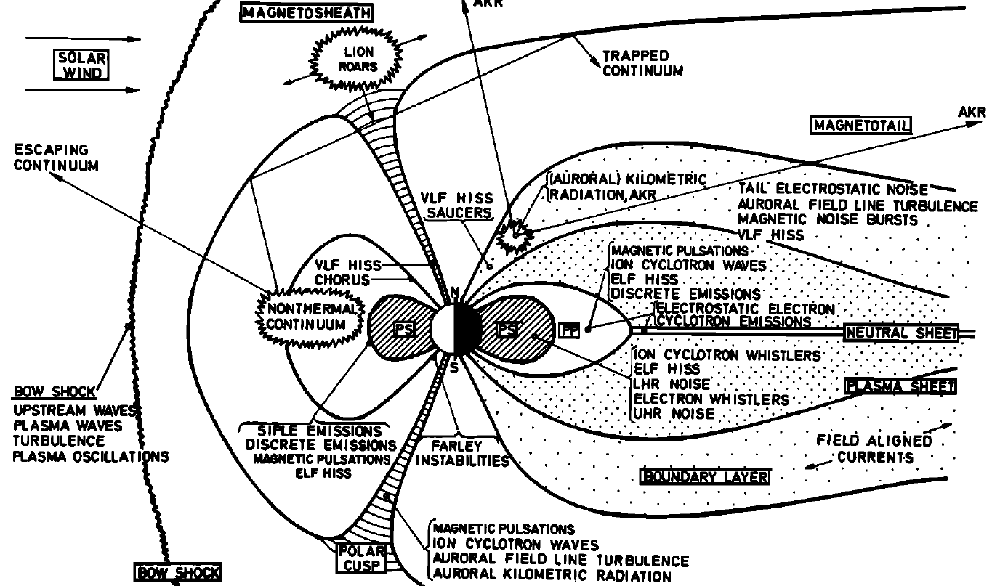 AKR
MAGNETOSHEATH
SOLAR
WIND
LION
ROARS
TRAPPED
CONTINUUM
AKR
MAGNETOTAIL
ESCAPING
CONTINUUM
(AURORAL) KILOMETRIC
RADIATION, AKR
VLF HISS
SAUCERS
TAIL ELECTROSTATIC NOISE
AURORAL FIELD LINE TURBULENCE
MAGNETIC NOISE BURSTS
VLF HISS
MAGNETIC PULSATIONS
ION CYCLOTRON WAVES
ELF HISS
DISCRETE EMISSIONS
VLF HISS
CHORUS
N
ELECTROSTATIC ELECTRON
CYCLOTRON EMISSIONS
NONTHERMAL
CONTINUUM
PS
PS
PP
NEUTRAL SHEET
S
ION CYCLOTRON WHISTLERS
ELF HISS
LHR NOISE
ELECTRON WHISTLERS
UHR NOISE
PLASMA SHEET
BOW SHOCK
UPSTREAM WAVES
PLASMA WAVES
TURBULENCE
PLASMA OSCILLATIONS
SIPLE EMISSIONS
DISCRETE EMISSIONS
MAGNETIC PULSATIONS
ELF HISS
FARLEY
INSTABILITIES
FIELD ALIGNED
CURRENTS
BOUNDARY LAYER
POLAR
CUSP
MAGNETIC PULSATIONS
ION CYCLOTRON WAVES
AURORAL FIELD LINE TURBULENCE
AURORAL KILOMETRIC RADIATION
BOW SHOCK